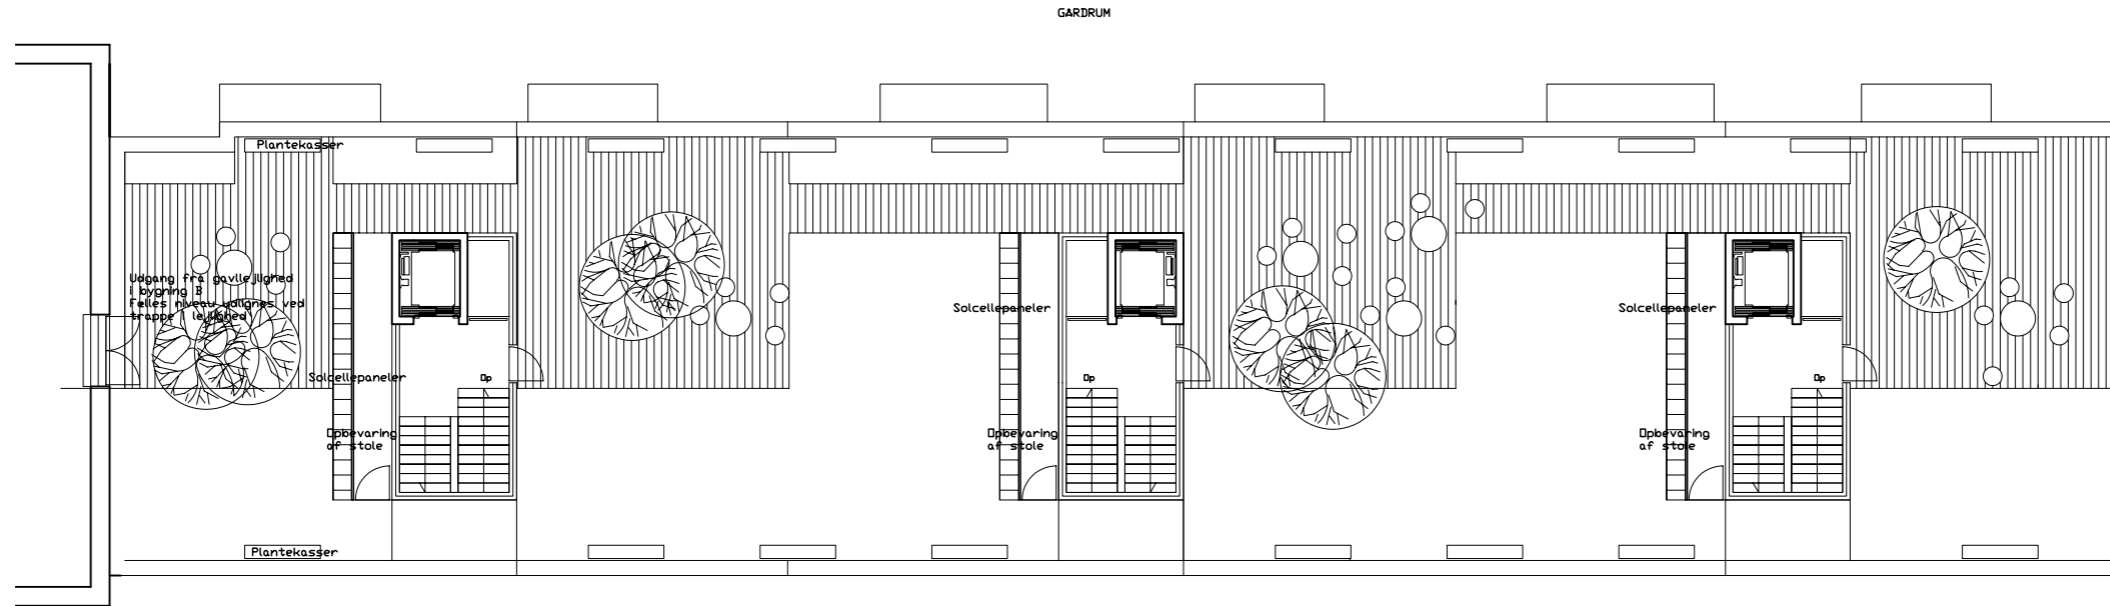 GARDRUM
Plantekasser
Udgang fra gavllejlighed
i bygning B
Fælles niveau udlignes ved
trappe i lejlighed
Solcellepaneler
Op
Opbevaring
af stole
Solcellepaneler
Op
Opbevaring
af stole
Solcellepaneler
Op
Opbevaring
af stole
Plantekasser